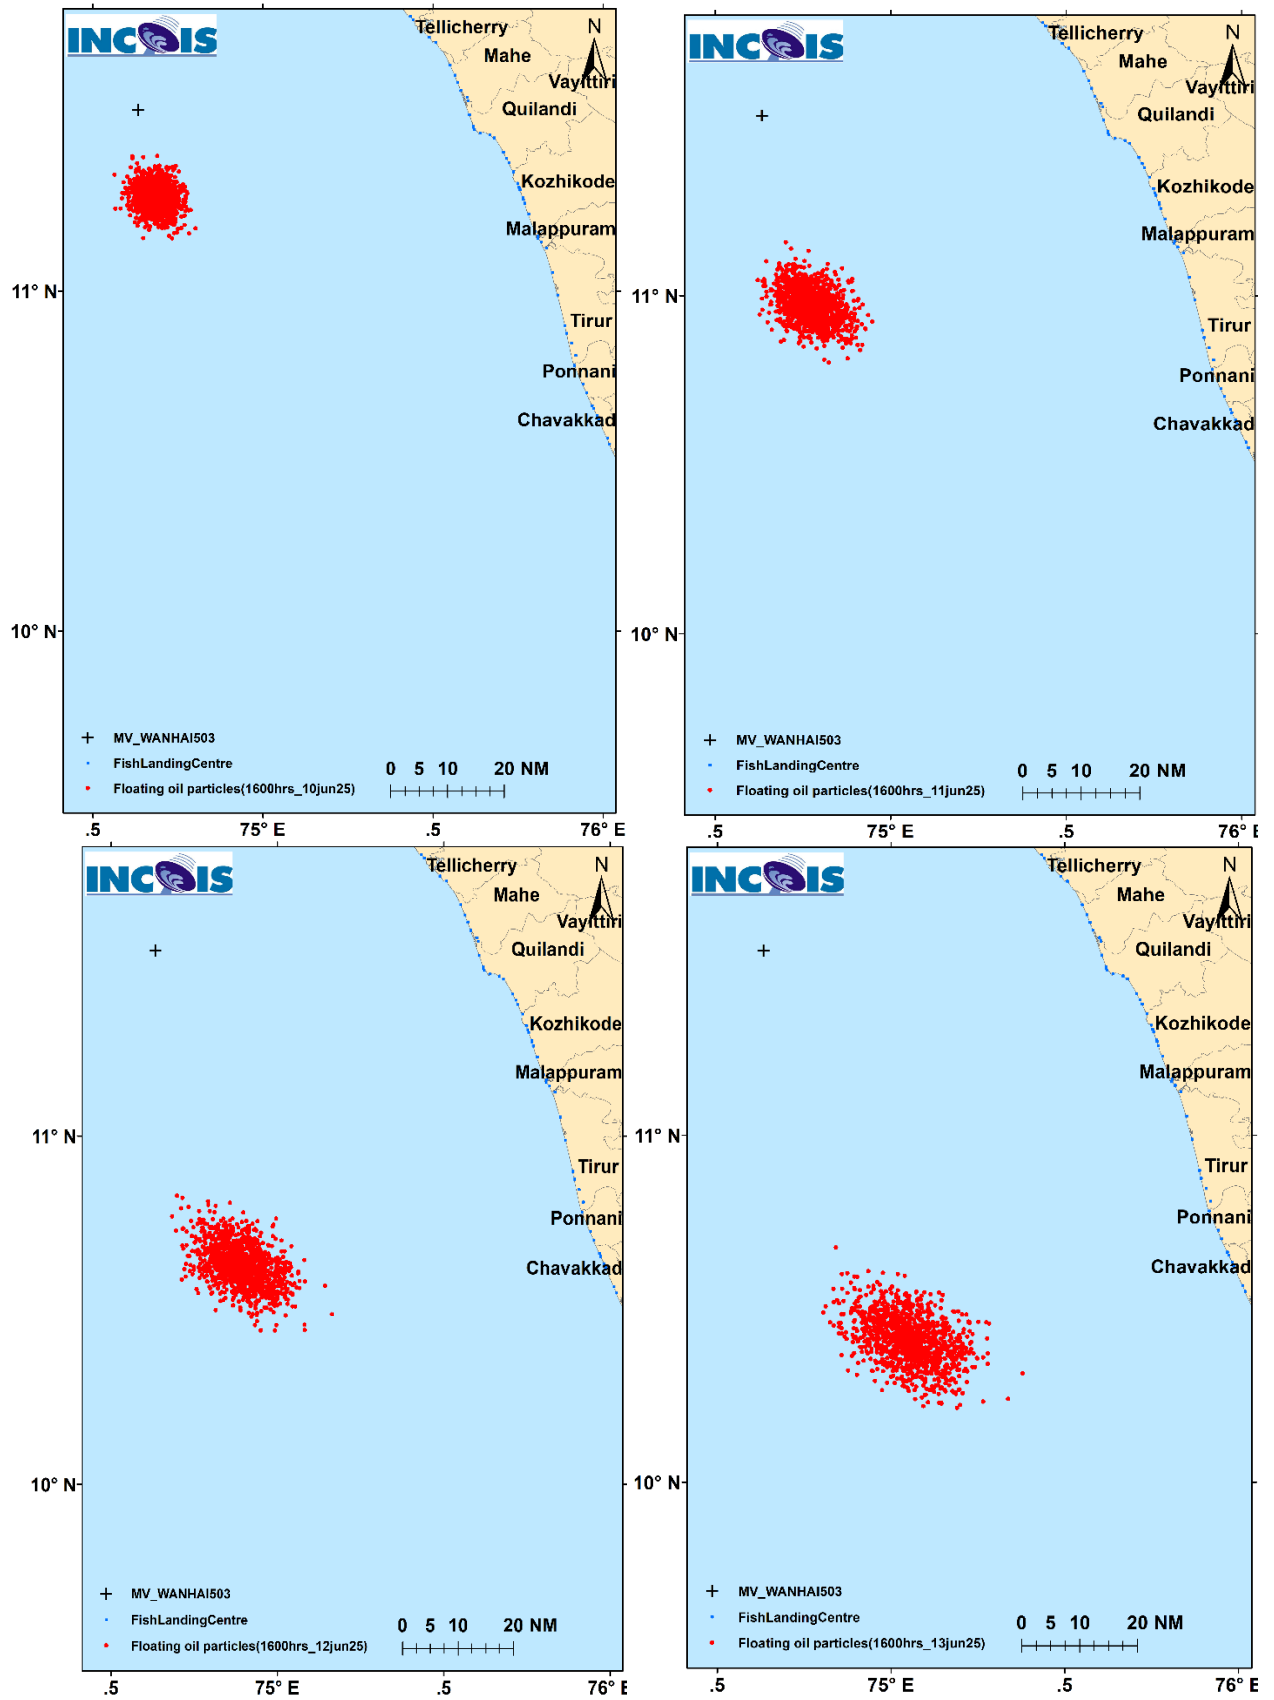 INCOIS
N
Tellicherry
Mahe
Vayittiri
Quilandi
Kozhikode
Malappuram
11° N
Tirur
Ponnani
Chavakkad
10° N
MV_WANHAI503
FishLandingCentre
0 5 10 20 NM
Floating oil particles(1600hrs_10jun25)
.5 75° E .5 76° E
INCOIS
N
Tellicherry
Mahe
Vayittiri
Quilandi
Kozhikode
Malappuram
11° N
Tirur
Ponnani
Chavakkad
10° N
MV_WANHAI503
FishLandingCentre
0 5 10 20 NM
Floating oil particles(1600hrs_11jun25)
.5 75° E .5 76° E
INCOIS
N
Tellicherry
Mahe
Vayittiri
Quilandi
Kozhikode
Malappuram
11° N
Tirur
Ponnani
Chavakkad
10° N
MV_WANHAI503
FishLandingCentre
0 5 10 20 NM
Floating oil particles(1600hrs_12jun25)
.5 75° E .5 76° E
INCOIS
N
Tellicherry
Mahe
Vayittiri
Quilandi
Kozhikode
Malappuram
11° N
Tirur
Ponnani
Chavakkad
10° N
MV_WANHAI503
FishLandingCentre
0 5 10 20 NM
Floating oil particles(1600hrs_13jun25)
.5 75° E .5 76° E